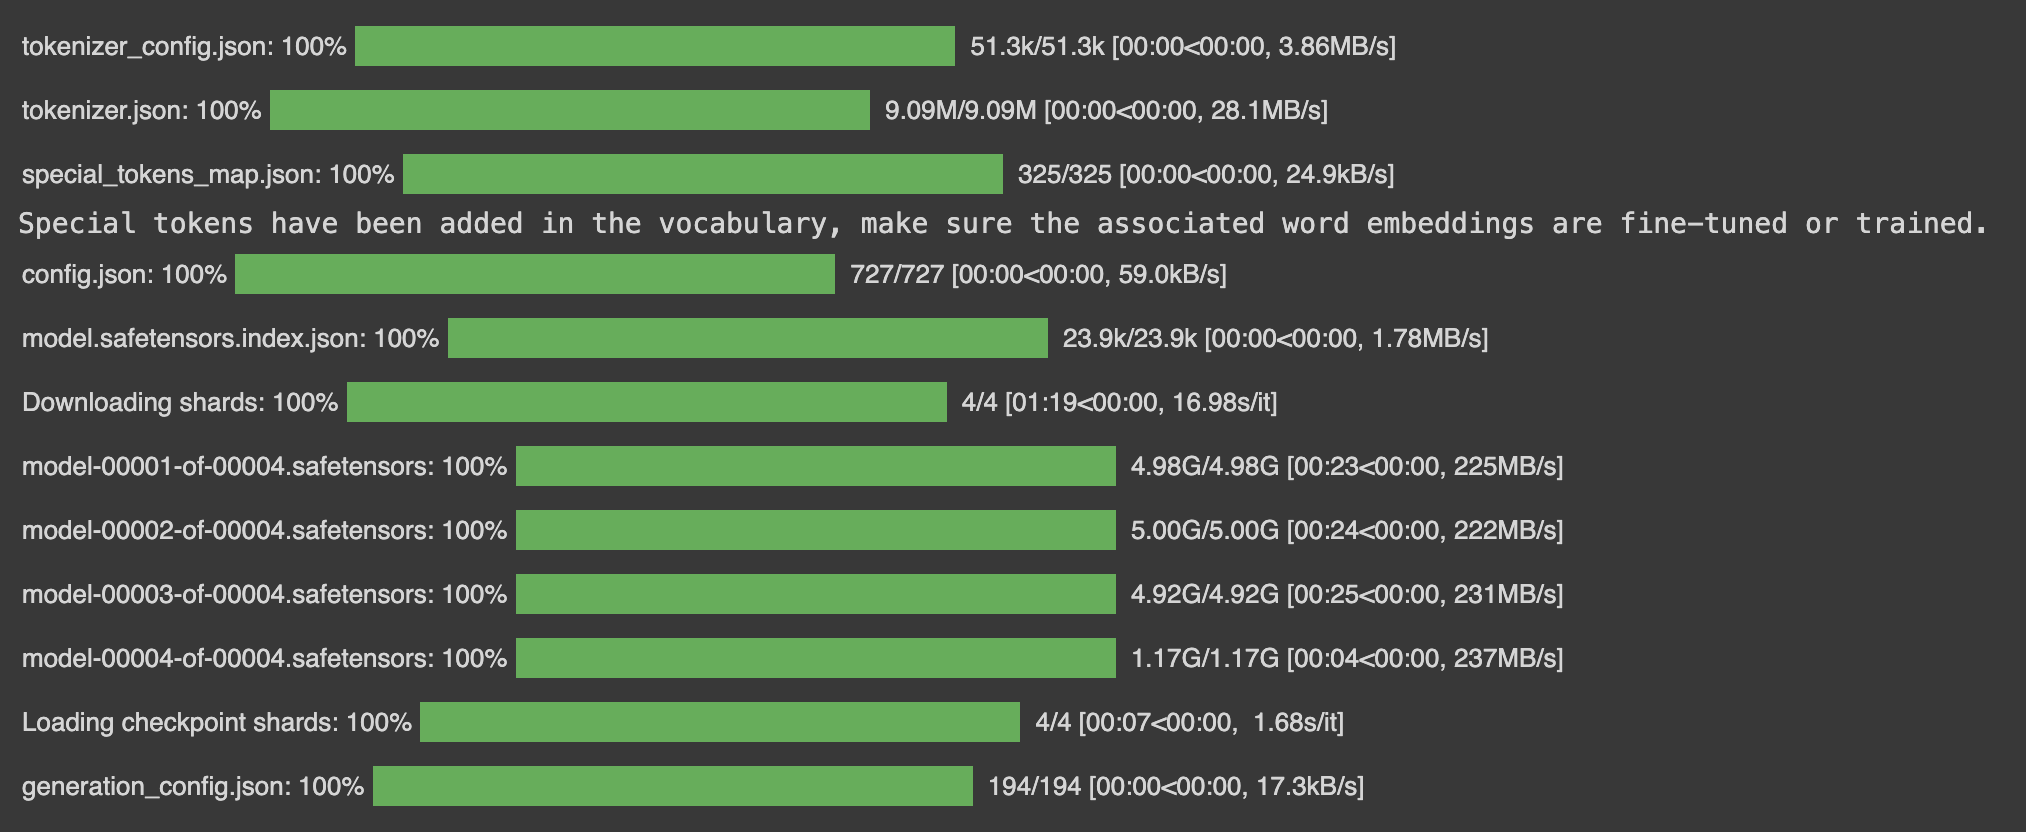 tokenizer_config.json: 100% 51.3k/51.3k [00:00<00:00, 3.86MB/s]
tokenizer.json: 100% 9.09M/9.09M [00:00<00:00, 28.1MB/s]
special_tokens_map.json: 100% 325/325 [00:00<00:00, 24.9kB/s]
Special tokens have been added in the vocabulary, make sure the associated word embeddings are fine-tuned or trained.
config.json: 100% 727/727 [00:00<00:00, 59.0kB/s]
model.safetensors.index.json: 100% 23.9k/23.9k [00:00<00:00, 1.78MB/s]
Downloading shards: 100% 4/4 [01:19<00:00, 16.98s/it]
model-00001-of-00004.safetensors: 100% 4.98G/4.98G [00:23<00:00, 225MB/s]
model-00002-of-00004.safetensors: 100% 5.00G/5.00G [00:24<00:00, 222MB/s]
model-00003-of-00004.safetensors: 100% 4.92G/4.92G [00:25<00:00, 231MB/s]
model-00004-of-00004.safetensors: 100% 1.17G/1.17G [00:04<00:00, 237MB/s]
Loading checkpoint shards: 100% 4/4 [00:07<00:00,  1.68s/it]
generation_config.json: 100% 194/194 [00:00<00:00, 17.3kB/s]